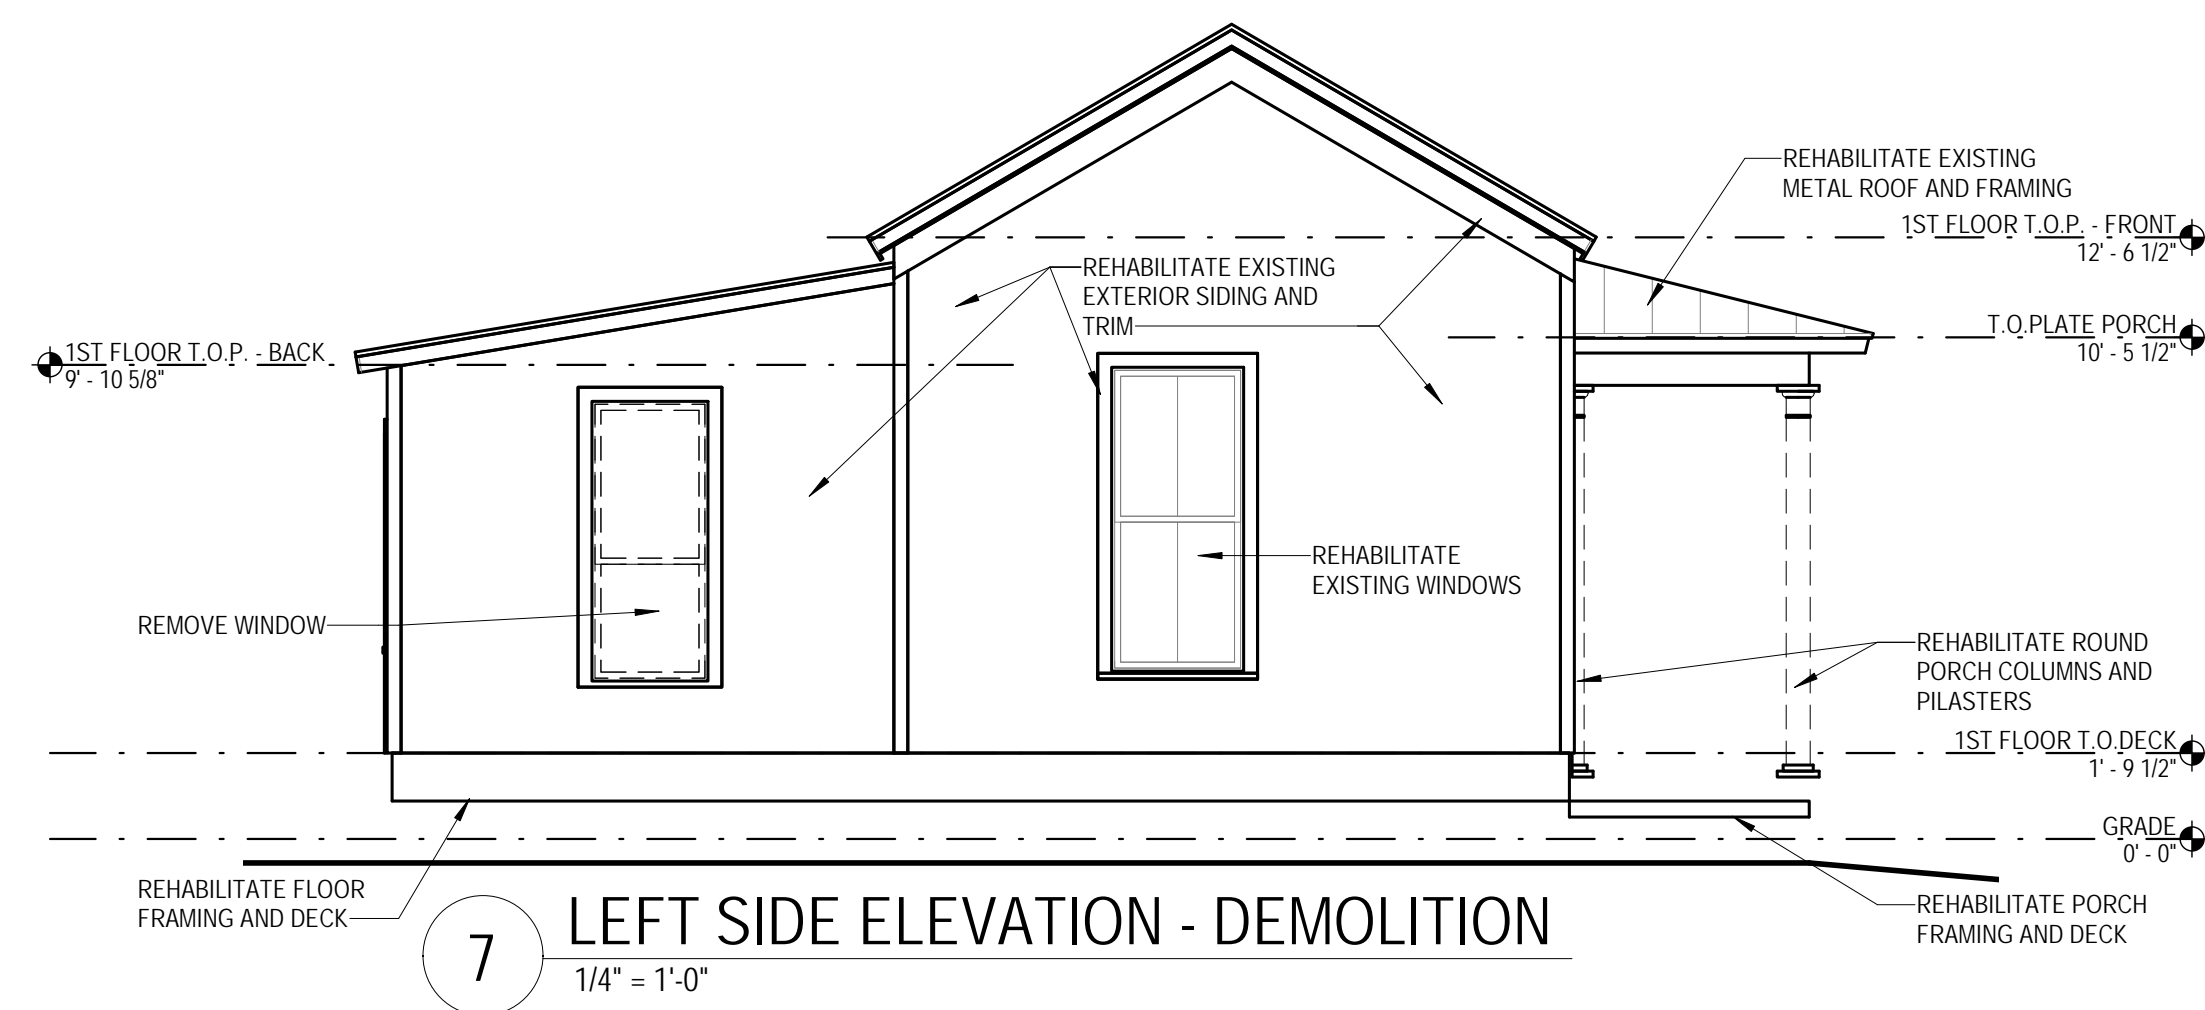 REHABILITATE EXISTING
METAL ROOF AND FRAMING
1ST FLOOR T.O.P. - FRONT
12' - 6 1/2"
REHABILITATE EXISTING
EXTERIOR SIDING AND
TRIM
T.O.PLATE PORCH
10' - 5 1/2"
1ST FLOOR T.O.P. - BACK
9' - 10 5/8"
REHABILITATE
EXISTING WINDOWS
REMOVE WINDOW
REHABILITATE ROUND
PORCH COLUMNS AND
PILASTERS
1ST FLOOR T.O.DECK
1' - 9 1/2"
GRADE
0' - 0"
REHABILITATE FLOOR
FRAMING AND DECK
REHABILITATE PORCH
FRAMING AND DECK
7
LEFT SIDE ELEVATION - DEMOLITION
1/4" = 1'-0"